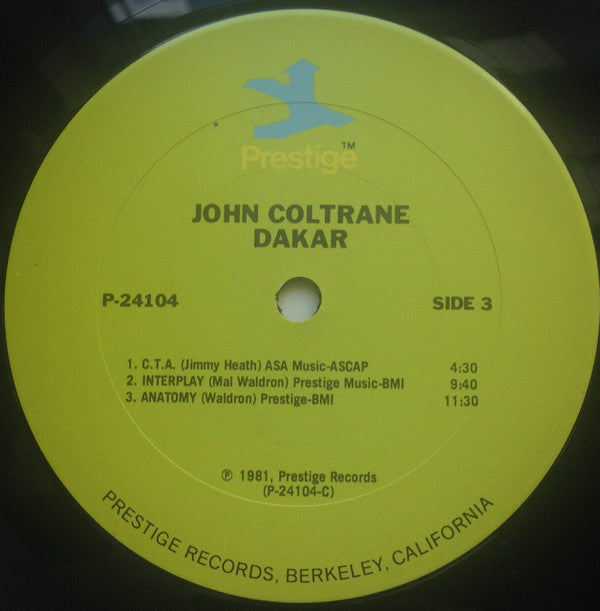 Prestige™
JOHN COLTRANE
DAKAR
P-24104 SIDE 3
1. C.T.A. (Jimmy Heath) ASA Music-ASCAP 4:30
2. INTERPLAY (Mal Waldron) Prestige Music-BMI 9:40
3. ANATOMY (Waldron) Prestige-BMI 11:30
℗ 1981, Prestige Records
(P-24104-C)
PRESTIGE RECORDS, BERKELEY, CALIFORNIA